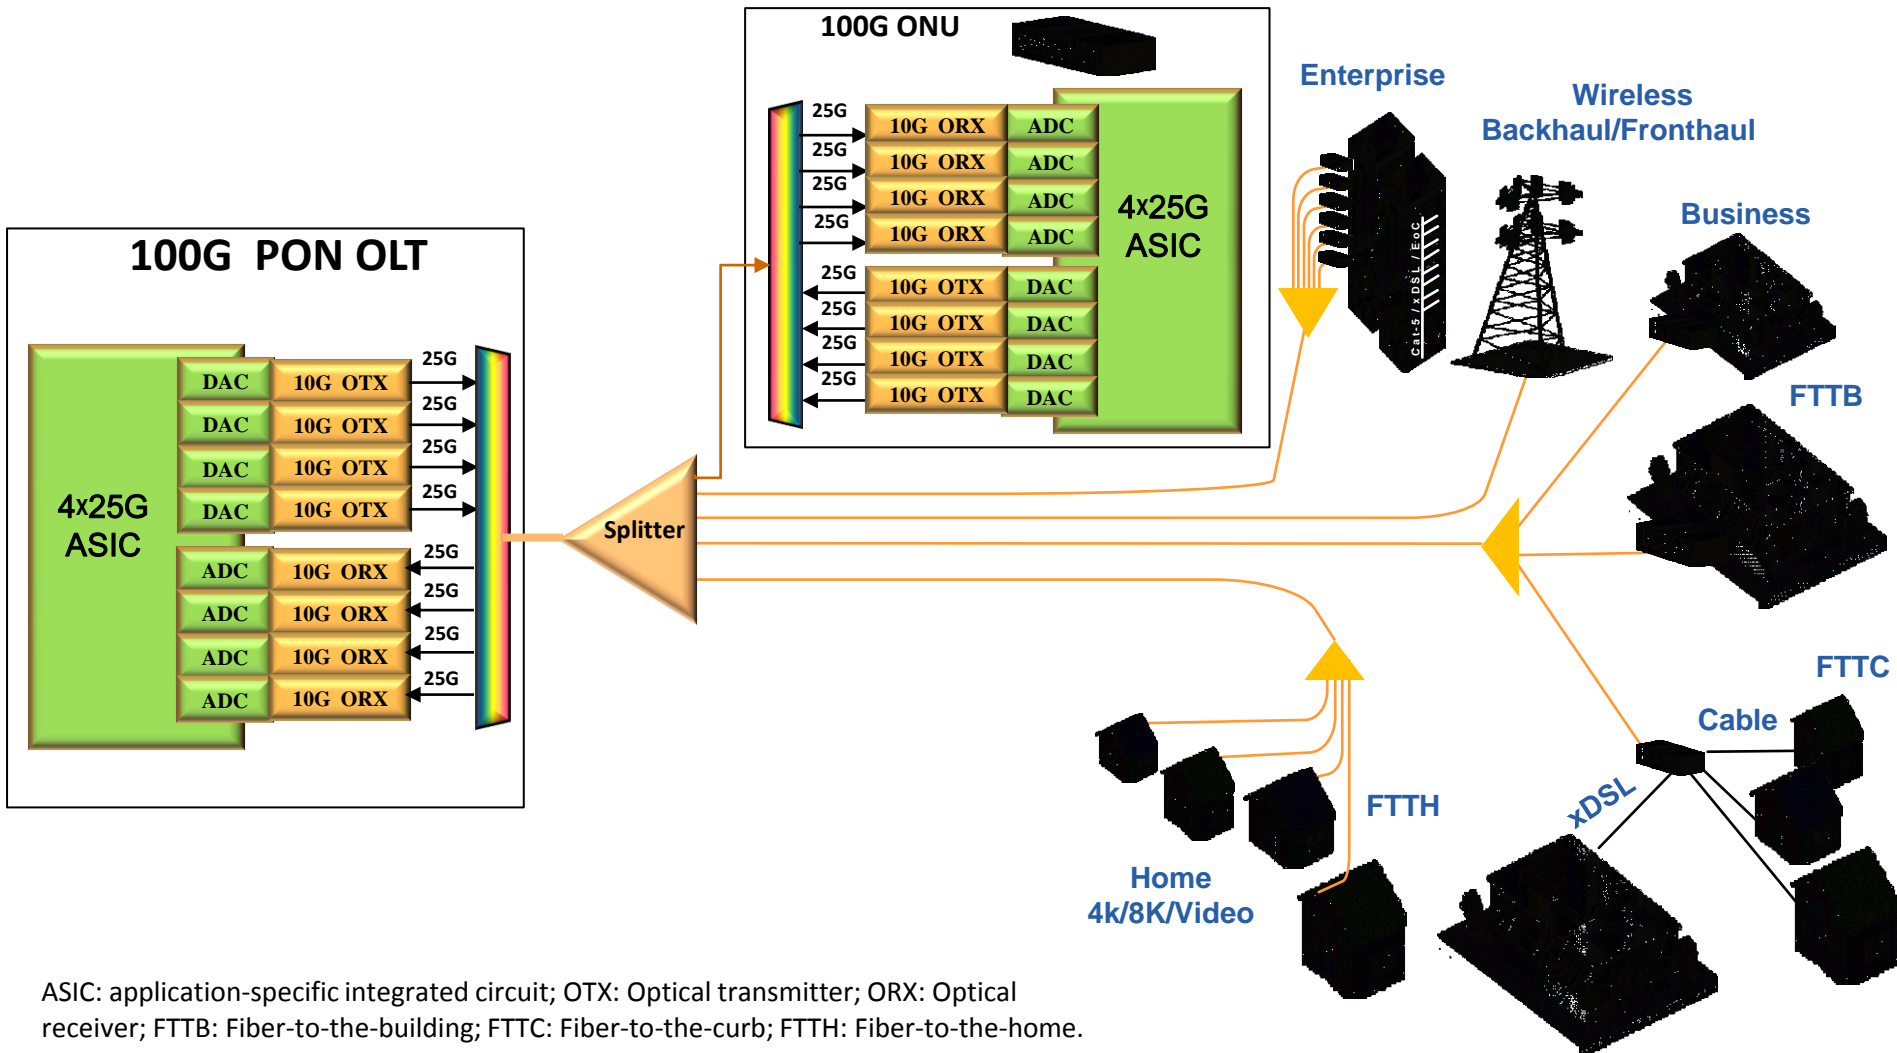 100G ONU
25G
10G ORX ADC
25G
10G ORX ADC
25G
10G ORX ADC
25G
10G ORX ADC
4x25G
ASIC
25G
10G OTX DAC
25G
10G OTX DAC
25G
10G OTX DAC
25G
10G OTX DAC
100G PON OLT
4x25G
ASIC
DAC 10G OTX
25G
DAC 10G OTX
25G
DAC 10G OTX
25G
DAC 10G OTX
25G
ADC 10G ORX
25G
ADC 10G ORX
25G
ADC 10G ORX
25G
ADC 10G ORX
25G
Splitter
Enterprise
Cat-5 / xDSL / EoC
Wireless
Backhaul/Fronthaul
Business
FTTB
FTTC
Cable
xDSL
FTTH
Home
4k/8K/Video
ASIC: application-specific integrated circuit; OTX: Optical transmitter; ORX: Optical
receiver; FTTB: Fiber-to-the-building; FTTC: Fiber-to-the-curb; FTTH: Fiber-to-the-home.